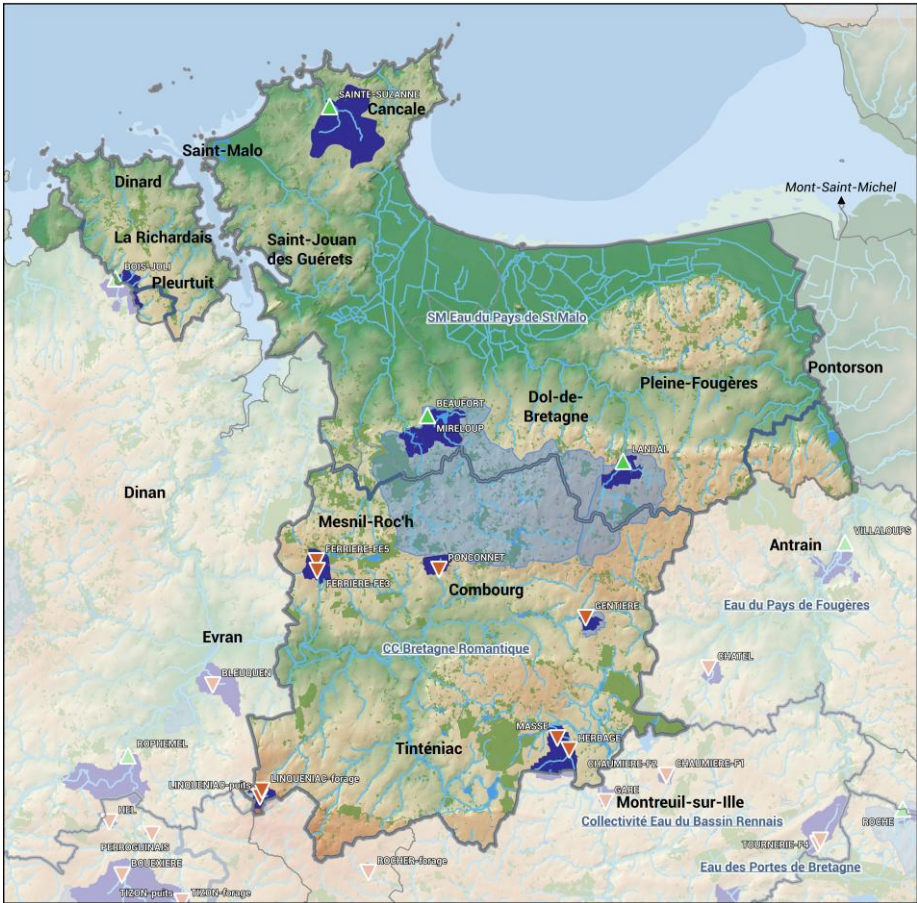 SAINTE-SUZANNE
Cancale
Saint-Malo
Dinard
Mont-Saint-Michel
La Richardais
Saint-Jouan
des Guérets
BOIS-JOLI
Pleurtuit
SM Eau du Pays de St Malo
Pontorson
Pleine-Fougères
Dol-de-
Bretagne
BEAUFORT
MIRELOUP
LANDAL
Dinan
Mesnil-Roc'h
VILLALOUPS
Antrain
FERRIERE-FE5
PONCONNET
FERRIERE-FE3
Combourg
GENTIERE
Eau du Pays de Fougères
Evran
CC Bretagne Romantique
CHATEL
BLEUQUEN
MASSE
HERBAGE
Tinténiac
ROPHEMEL
CHAUMIERE-F2
CHAUMIERE-F1
LINQUENIAC-forage
LINQUENIAC-puits
GARE
Montreuil-sur-Ille
HEL
Collectivité Eau du Bassin Rennais
ROCHE
PERROGUINAIS
TOURNERIE-F4
BOUEXIERE
ROCHER-forage
Eau des Portes de Bretagne
TIZON-puits
TIZON-forage